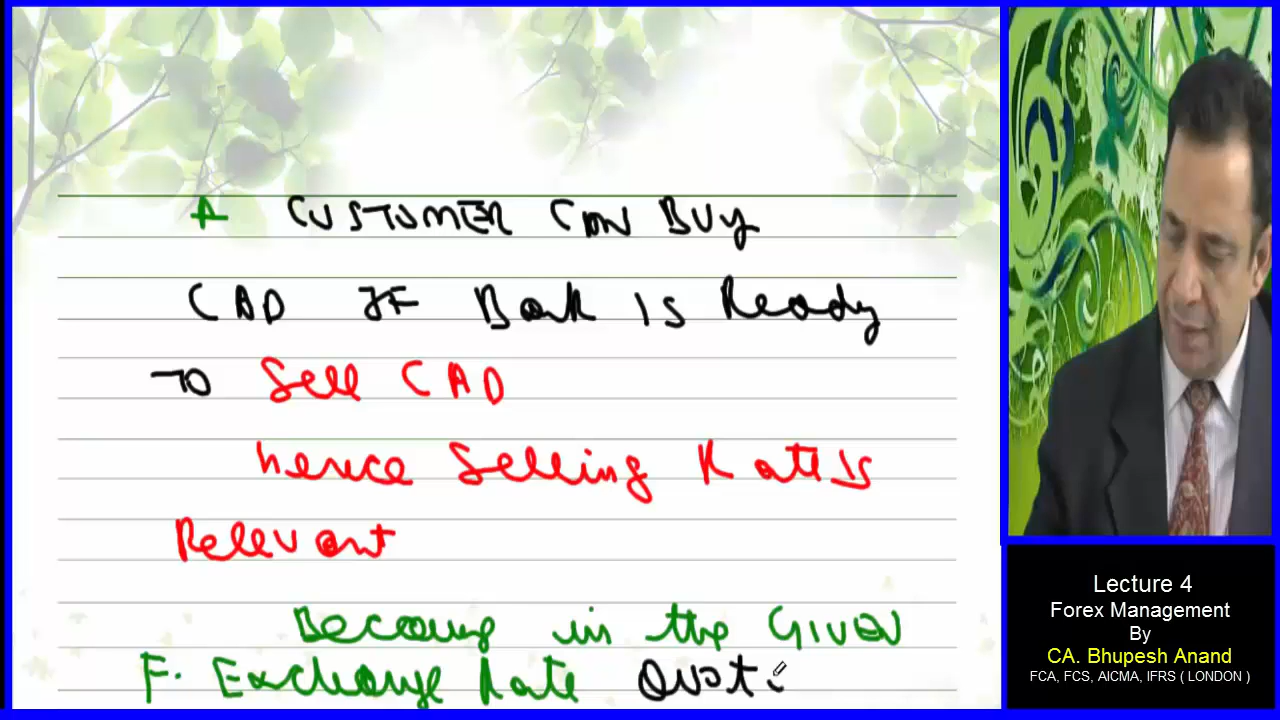 A CUSTOMER CAN BUY
CAD IF Bank is Ready
TO Sell CAD
hence Selling Rate is
Relevant
Because in the GIVEN
F. Exchange Rate Quoti
Lecture 4
Forex Management
By
CA. Bhupesh Anand
FCA, FCS, AICMA, IFRS ( LONDON )